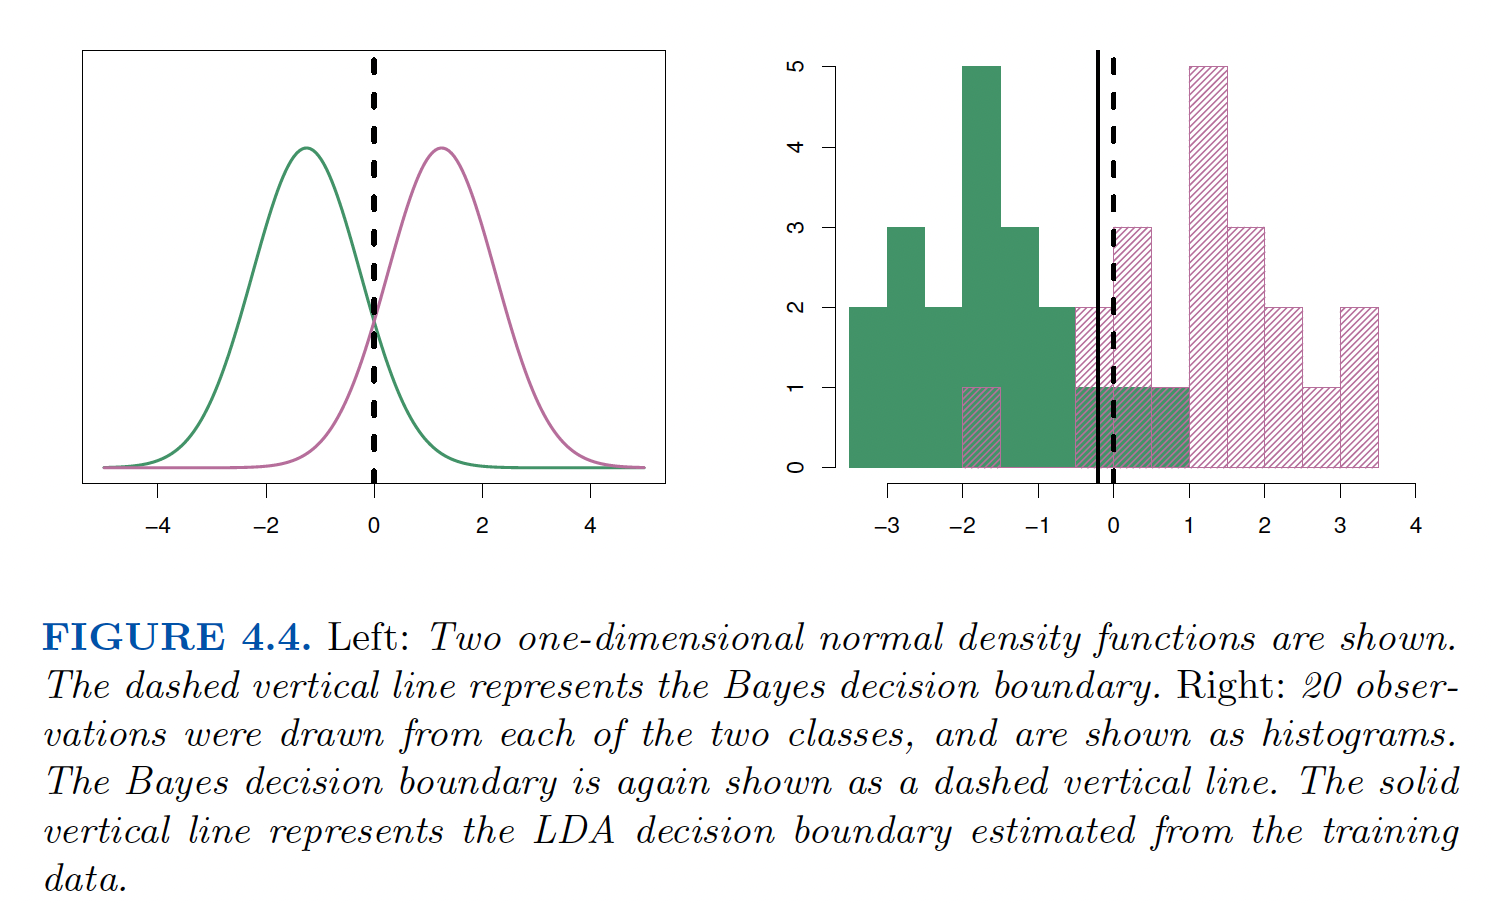 −4 −2 0 2 4
5
4
3
2
1
0
−3 −2 −1 0 1 2 3 4
FIGURE 4.4. Left: Two one-dimensional normal density functions are shown.
The dashed vertical line represents the Bayes decision boundary. Right: 20 obser-
vations were drawn from each of the two classes, and are shown as histograms.
The Bayes decision boundary is again shown as a dashed vertical line. The solid
vertical line represents the LDA decision boundary estimated from the training
data.